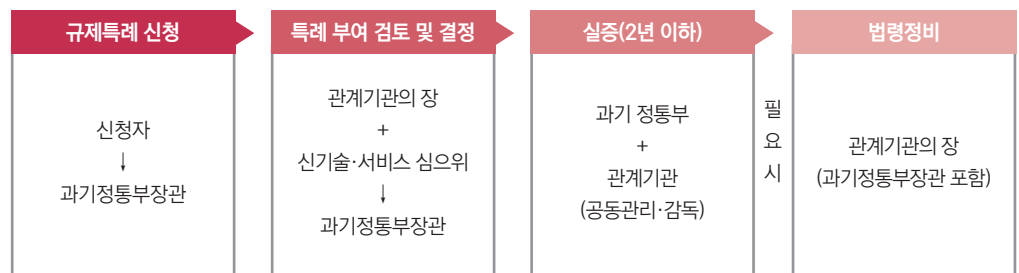 규제특례 신청
신청자
↓
과기정통부장관
특례 부여 검토 및 결정
관계기관의 장
+
신기술·서비스 심으위
↓
과기정통부장관
실증(2년 이하)
과기 정통부
+
관계기관
(공동관리·감독)
필
요
시
법령정비
관계기관의 장
(과기정통부장관 포함)